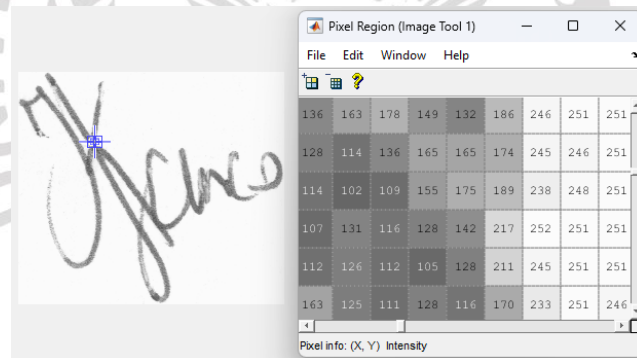 Pixel Region (Image Tool 1)
File Edit Window Help
136 163 178 149 132 186 246 251 251
128 114 136 165 165 174 245 246 251
114 102 109 155 175 189 238 248 251
107 131 116 128 142 217 252 251 251
112 126 112 105 128 211 245 251 251
163 125 111 128 116 170 233 251 246
Pixel info: (X, Y) Intensity